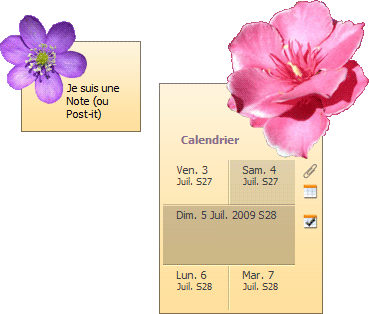 Je suis une
Note (ou
Post-it)
Calendrier
Ven. 3
Juil. S27
Sam. 4
Juil. S27
Dim. 5 Juil. 2009 S28
Lun. 6
Juil. S28
Mar. 7
Juil. S28